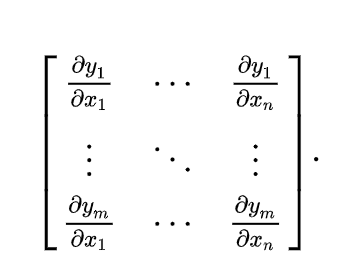 \begin{bmatrix} \frac{\partial y_1}{\partial x_1} & \cdots & \frac{\partial y_1}{\partial x_n} \\
\vdots & \ddots & \vdots \\
\frac{\partial y_m}{\partial x_1} & \cdots & \frac{\partial y_m}{\partial x_n} \end{bmatrix}.